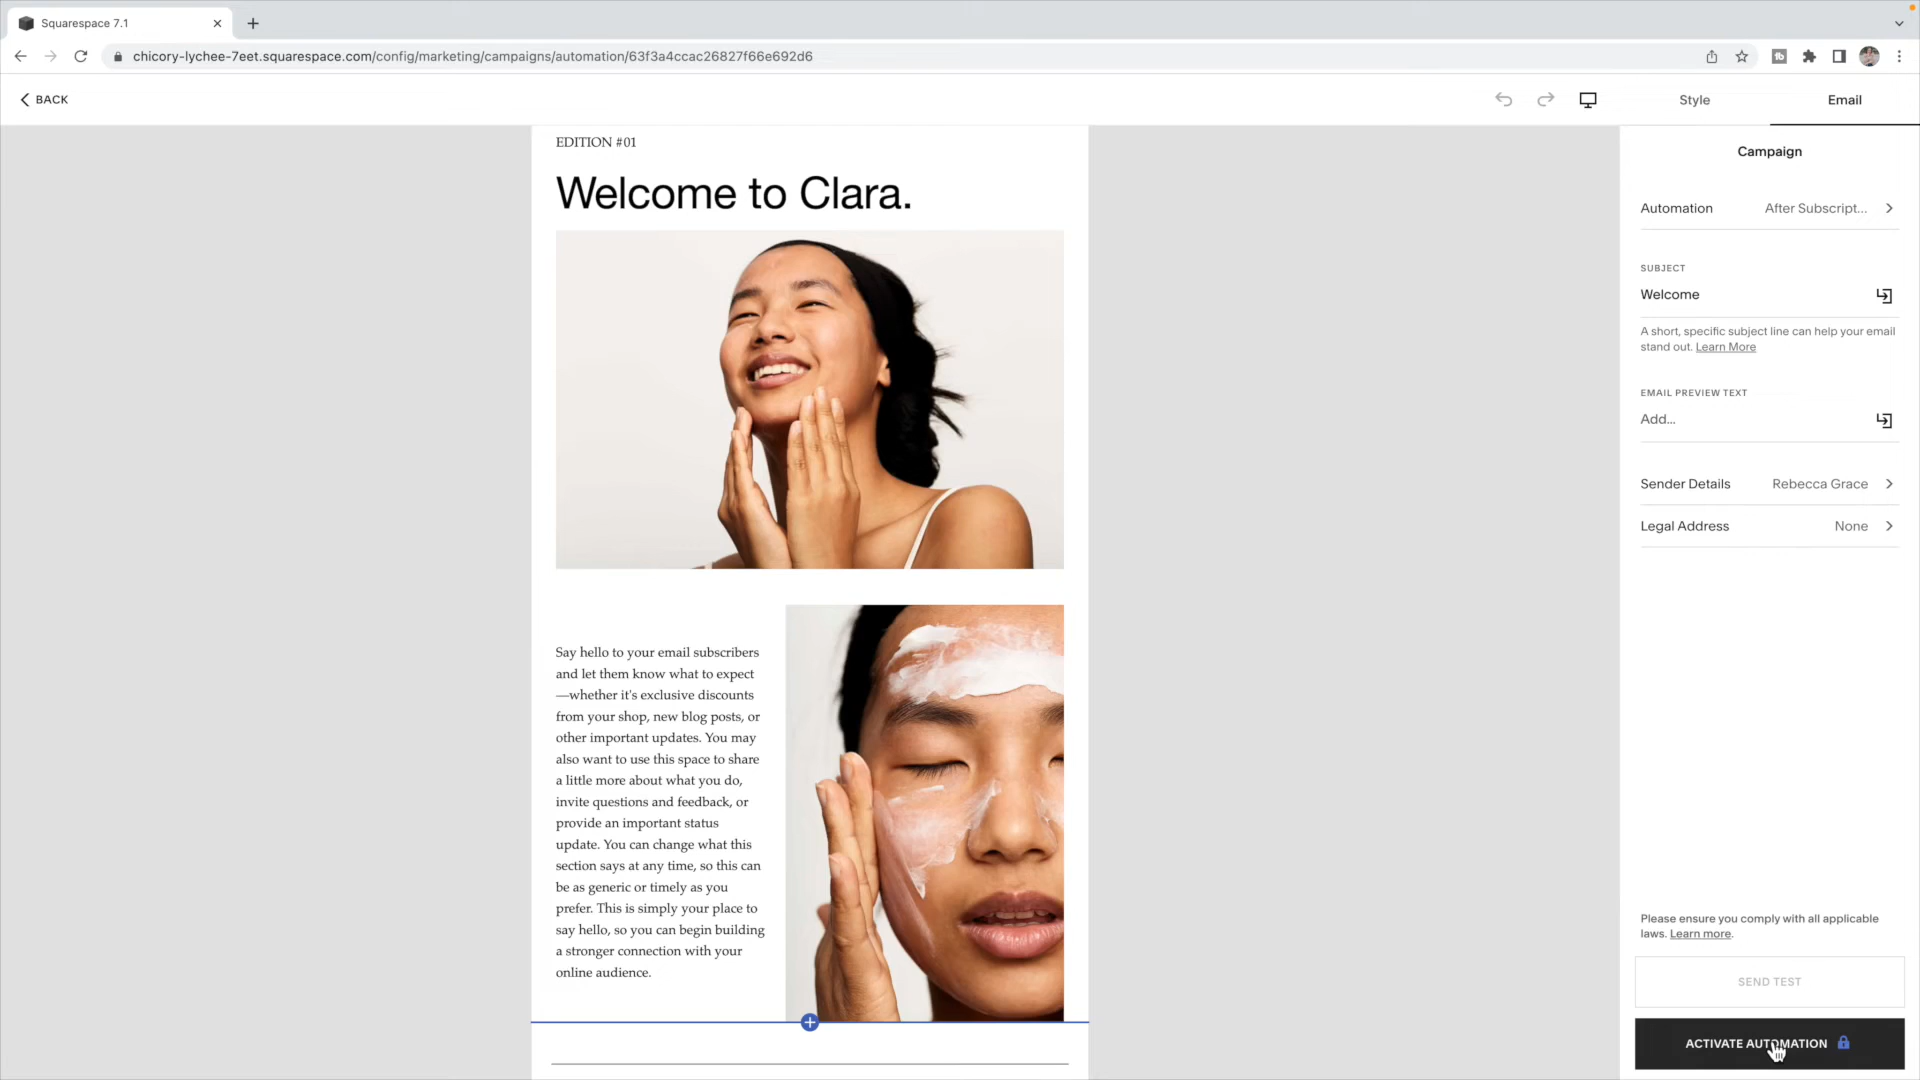 Squarespace 7.1
chicory-lychee-7eet.squarespace.com/config/marketing/campaigns/automation/63f3a4ccac26827f66e692d6
BACK
Style
Email
EDITION #01
Welcome to Clara.
Say hello to your email subscribers
and let them know what to expect
—whether it's exclusive discounts
from your shop, new blog posts, or
other important updates. You may
also want to use this space to share
a little more about what you do,
invite questions and feedback, or
provide an important status
update. You can change what this
section says at any time, so this can
be as generic or timely as you
prefer. This is simply your place to
say hello, so you can begin building
a stronger connection with your
online audience.
Campaign
Automation After Subscript...
SUBJECT
Welcome
A short, specific subject line can help your email
stand out. Learn More
EMAIL PREVIEW TEXT
Add...
Sender Details Rebecca Grace
Legal Address None
Please ensure you comply with all applicable
laws. Learn more.
SEND TEST
ACTIVATE AUTOMATION